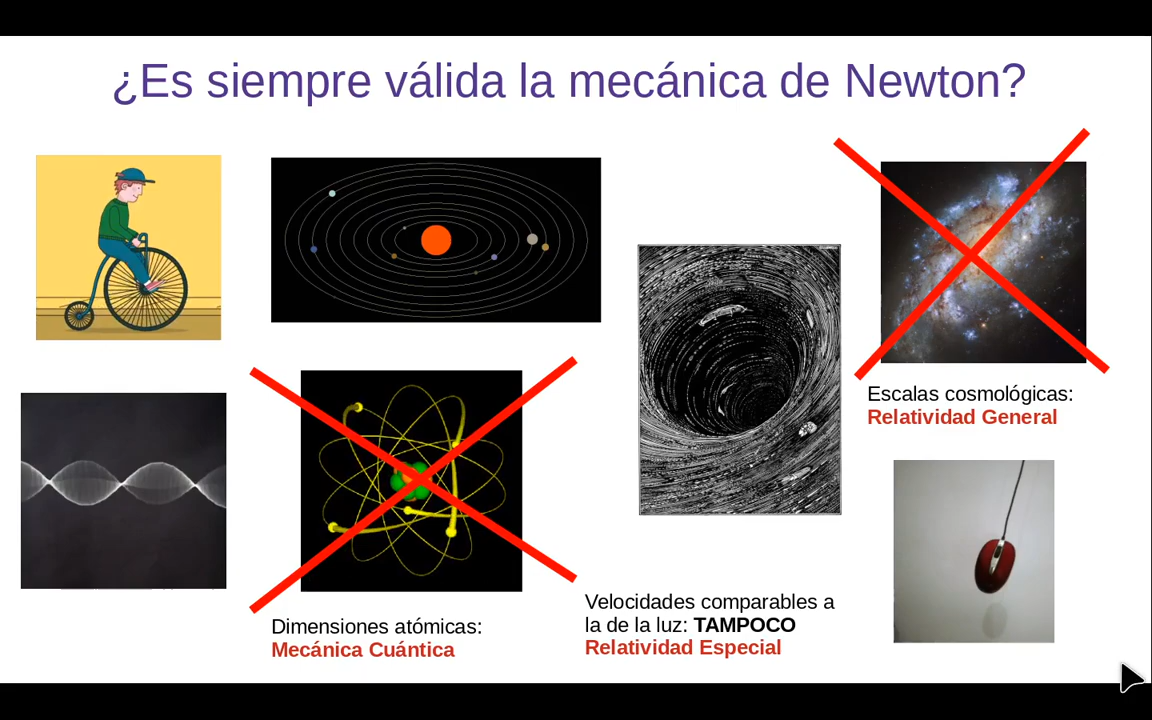 ¿Es siempre válida la mecánica de Newton?
Escalas cosmológicas:
Relatividad General
Dimensiones atómicas:
Mecánica Cuántica
Velocidades comparables a
la de la luz: TAMPOCO
Relatividad Especial